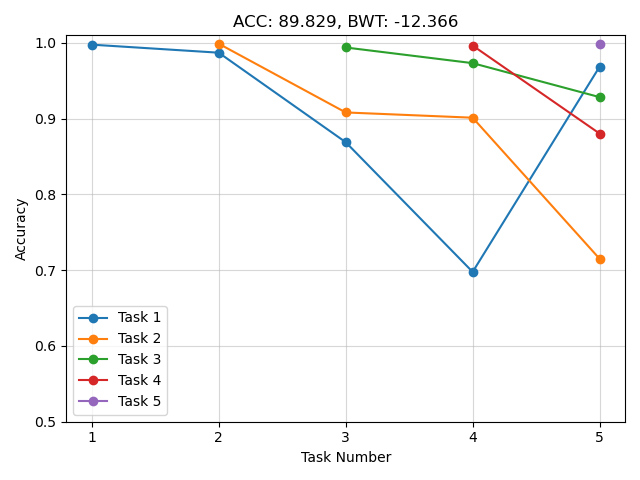 ACC: 89.829, BWT: -12.366
Accuracy
1.0
0.9
0.8
0.7
0.6
0.5
Task 1
Task 2
Task 3
Task 4
Task 5
1 2 3 4 5
Task Number